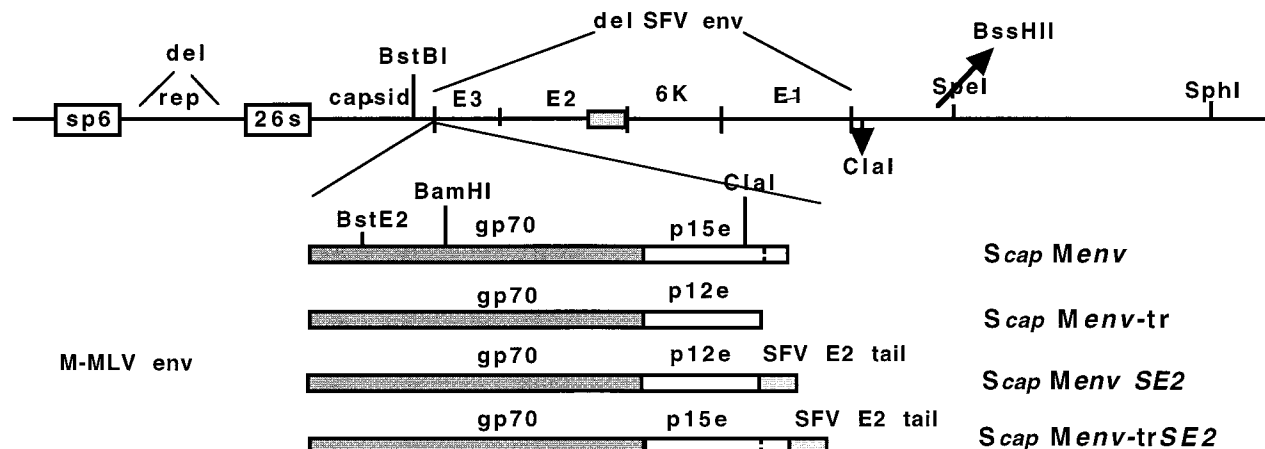 del SFV env
BssHII
del
BstBI
rep
capsid
E3
E2
6K
E1
SpeI
SphI
sp6
26s
ClaI
BamHI
ClaI
BstE2
gp70
p15e
Scap Menv
gp70
p12e
Scap Menv-tr
M-MLV env
gp70
p12e
SFV E2 tail
Scap Menv SE2
gp70
p15e
SFV E2 tail
Scap Menv-trSE2